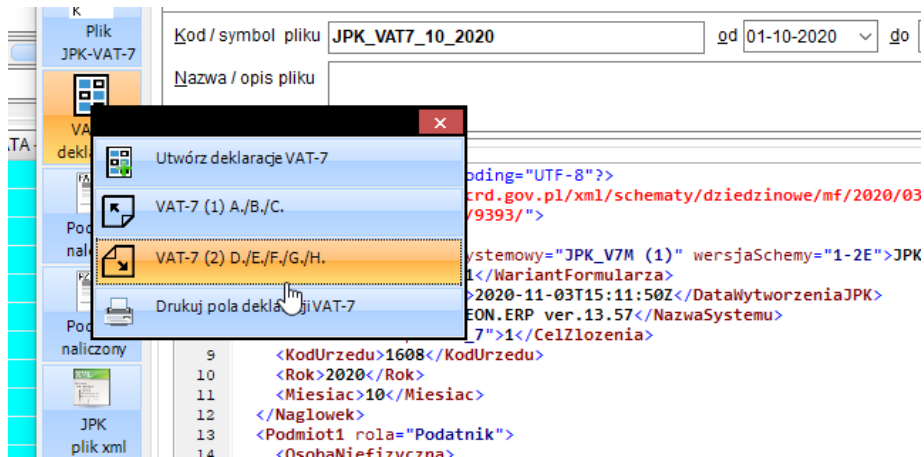 Plik
JPK-VAT-7
Kod / symbol pliku JPK_VAT7_10_2020 od 01-10-2020 do
Nazwa / opis pliku
Utwórz deklaracje VAT-7
VAT-7 (1) A./B./C.
VAT-7 (2) D./E./F./G./H.
Drukuj pola VAT-7
naliczony
JPK
plik xml
oding="UTF-8"?>
crd.gov.pl/xml/schematy/dziedzinowe/mf/2020/03
/9393/">
ystemowy="JPK_V7M (1)" wersjaSchemy="1-2E">JPK
1</WariantFormularza>
>2020-11-03T15:11:50Z</DataWytworzeniaJPK>
EON.ERP ver.13.57</NazwaSystemu>
_7">1</CelZlozenia>
9 <KodUrzedu>1608</KodUrzedu>
10 <Rok>2020</Rok>
11 <Miesiac>10</Miesiac>
12 </Naglowek>
13 <Podmiot1 rola="Podatnik">
14 <OsobaNiefizyczna>